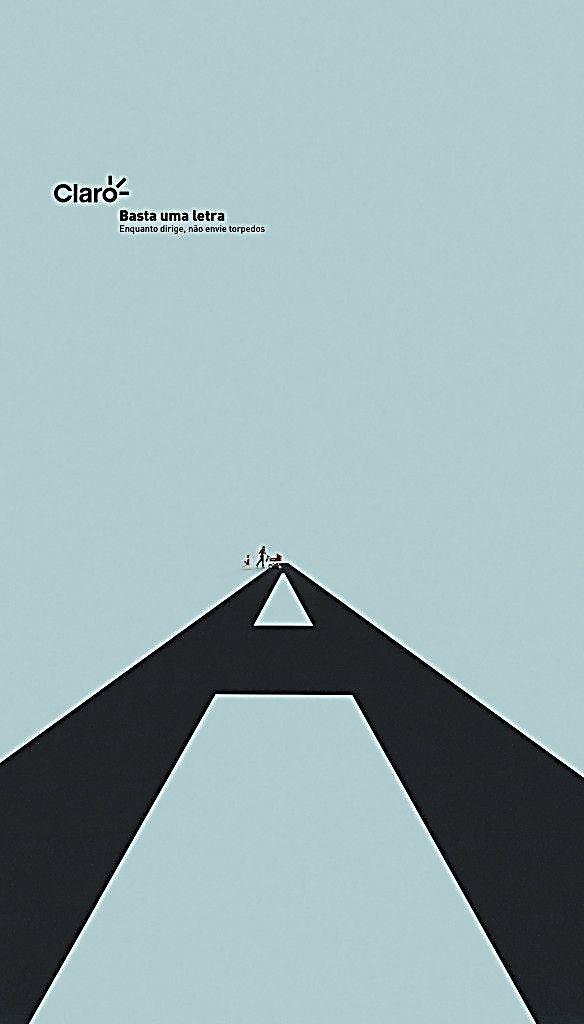 Claro
Basta uma letra
Enquanto dirige, não envie torpedos
A